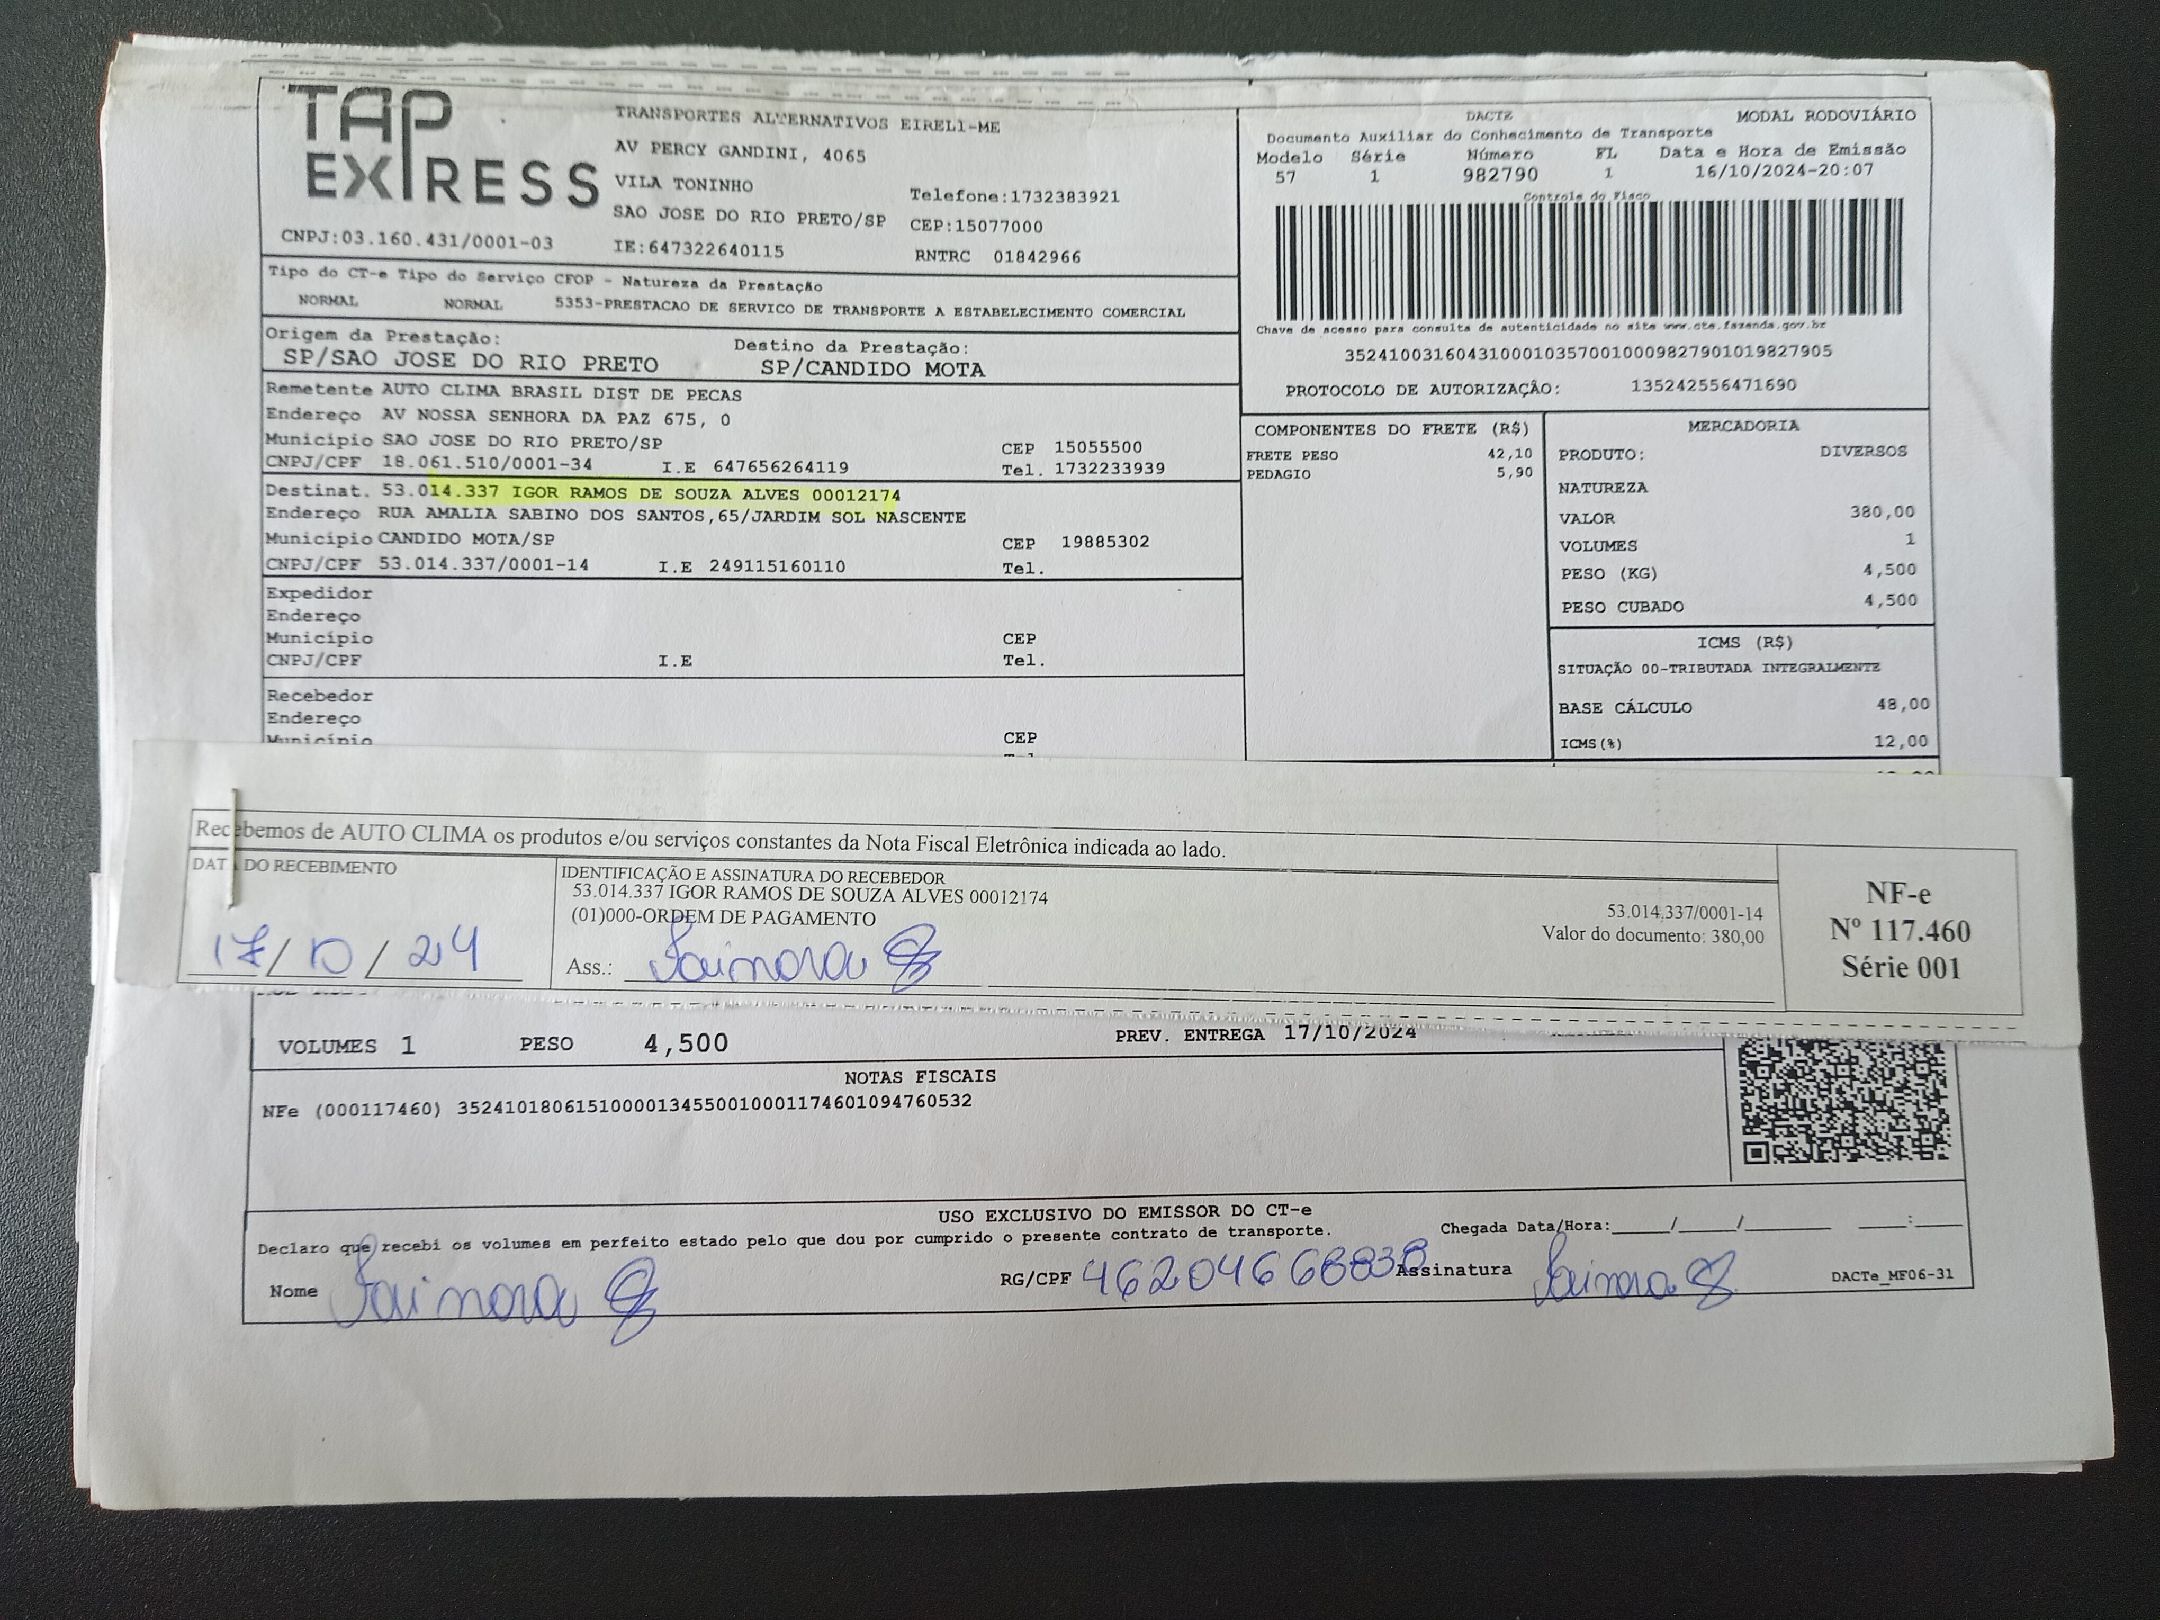 TAP EXPRESS
CNPJ:03.160.431/0001-03
TRANSPORTES ALTERNATIVOS EIRELI-ME
AV PERCY GANDINI, 4065
VILA TONINHO
Telefone:1732383921
SAO JOSE DO RIO PRETO/SP CEP:15077000
IE:647322640115 RNTRC 01842966
DACTE MODAL RODOVIÁRIO
Documento Auxiliar do Conhecimento de Transporte
Modelo Série Número FL Data e Hora de Emissão
57 1 982790 1 16/10/2024-20:07
Controle do Fisco
Chave de acesso para consulta de autenticidade no site www.cte.fazenda.gov.br
35241003160431000103570010009827901019827905
PROTOCOLO DE AUTORIZAÇÃO: 135242556471690
Tipo do CT-e Tipo do Serviço CFOP - Natureza da Prestação
NORMAL NORMAL 5353-PRESTACAO DE SERVICO DE TRANSPORTE A ESTABELECIMENTO COMERCIAL
Origem da Prestação: Destino da Prestação:
SP/SAO JOSE DO RIO PRETO SP/CANDIDO MOTA
Remetente AUTO CLIMA BRASIL DIST DE PECAS
Endereço AV NOSSA SENHORA DA PAZ 675, 0
Município SAO JOSE DO RIO PRETO/SP CEP 15055500
CNPJ/CPF 18.061.510/0001-34 I.E 647656264119 Tel. 1732233939
Destinat. 53.014.337 IGOR RAMOS DE SOUZA ALVES 00012174
Endereço RUA AMALIA SABINO DOS SANTOS,65/JARDIM SOL NASCENTE
Município CANDIDO MOTA/SP CEP 19885302
CNPJ/CPF 53.014.337/0001-14 I.E 249115160110 Tel.
Expedidor
Endereço
Município CEP
CNPJ/CPF I.E Tel.
Recebedor
Endereço
Município CEP
COMPONENTES DO FRETE (R$)
FRETE PESO 42,10
PEDAGIO 5,90
MERCADORIA
PRODUTO: DIVERSOS
NATUREZA
VALOR 380,00
VOLUMES 1
PESO (KG) 4,500
PESO CUBADO 4,500
ICMS (R$)
SITUAÇÃO 00-TRIBUTADA INTEGRALMENTE
BASE CÁLCULO 48,00
ICMS(%) 12,00
Recebemos de AUTO CLIMA os produtos e/ou serviços constantes da Nota Fiscal Eletrônica indicada ao lado.
DATA DO RECEBIMENTO
17/10/24
IDENTIFICAÇÃO E ASSINATURA DO RECEBEDOR
53.014.337 IGOR RAMOS DE SOUZA ALVES 00012174
(01)000-ORDEM DE PAGAMENTO
53.014.337/0001-14
Valor do documento: 380,00
Ass.:
NF-e
Nº 117.460
Série 001
VOLUMES 1 PESO 4,500 PREV. ENTREGA 17/10/2024
NOTAS FISCAIS
NFe (000117460) 35241018061510000134550010001174601094760532
USO EXCLUSIVO DO EMISSOR DO CT-e
Declaro que recebi os volumes em perfeito estado pelo que dou por cumprido o presente contrato de transporte.
Chegada Data/Hora:____/____/______ ___:___
Nome RG/CPF 46204668838 Assinatura
DACTe_MF06-31